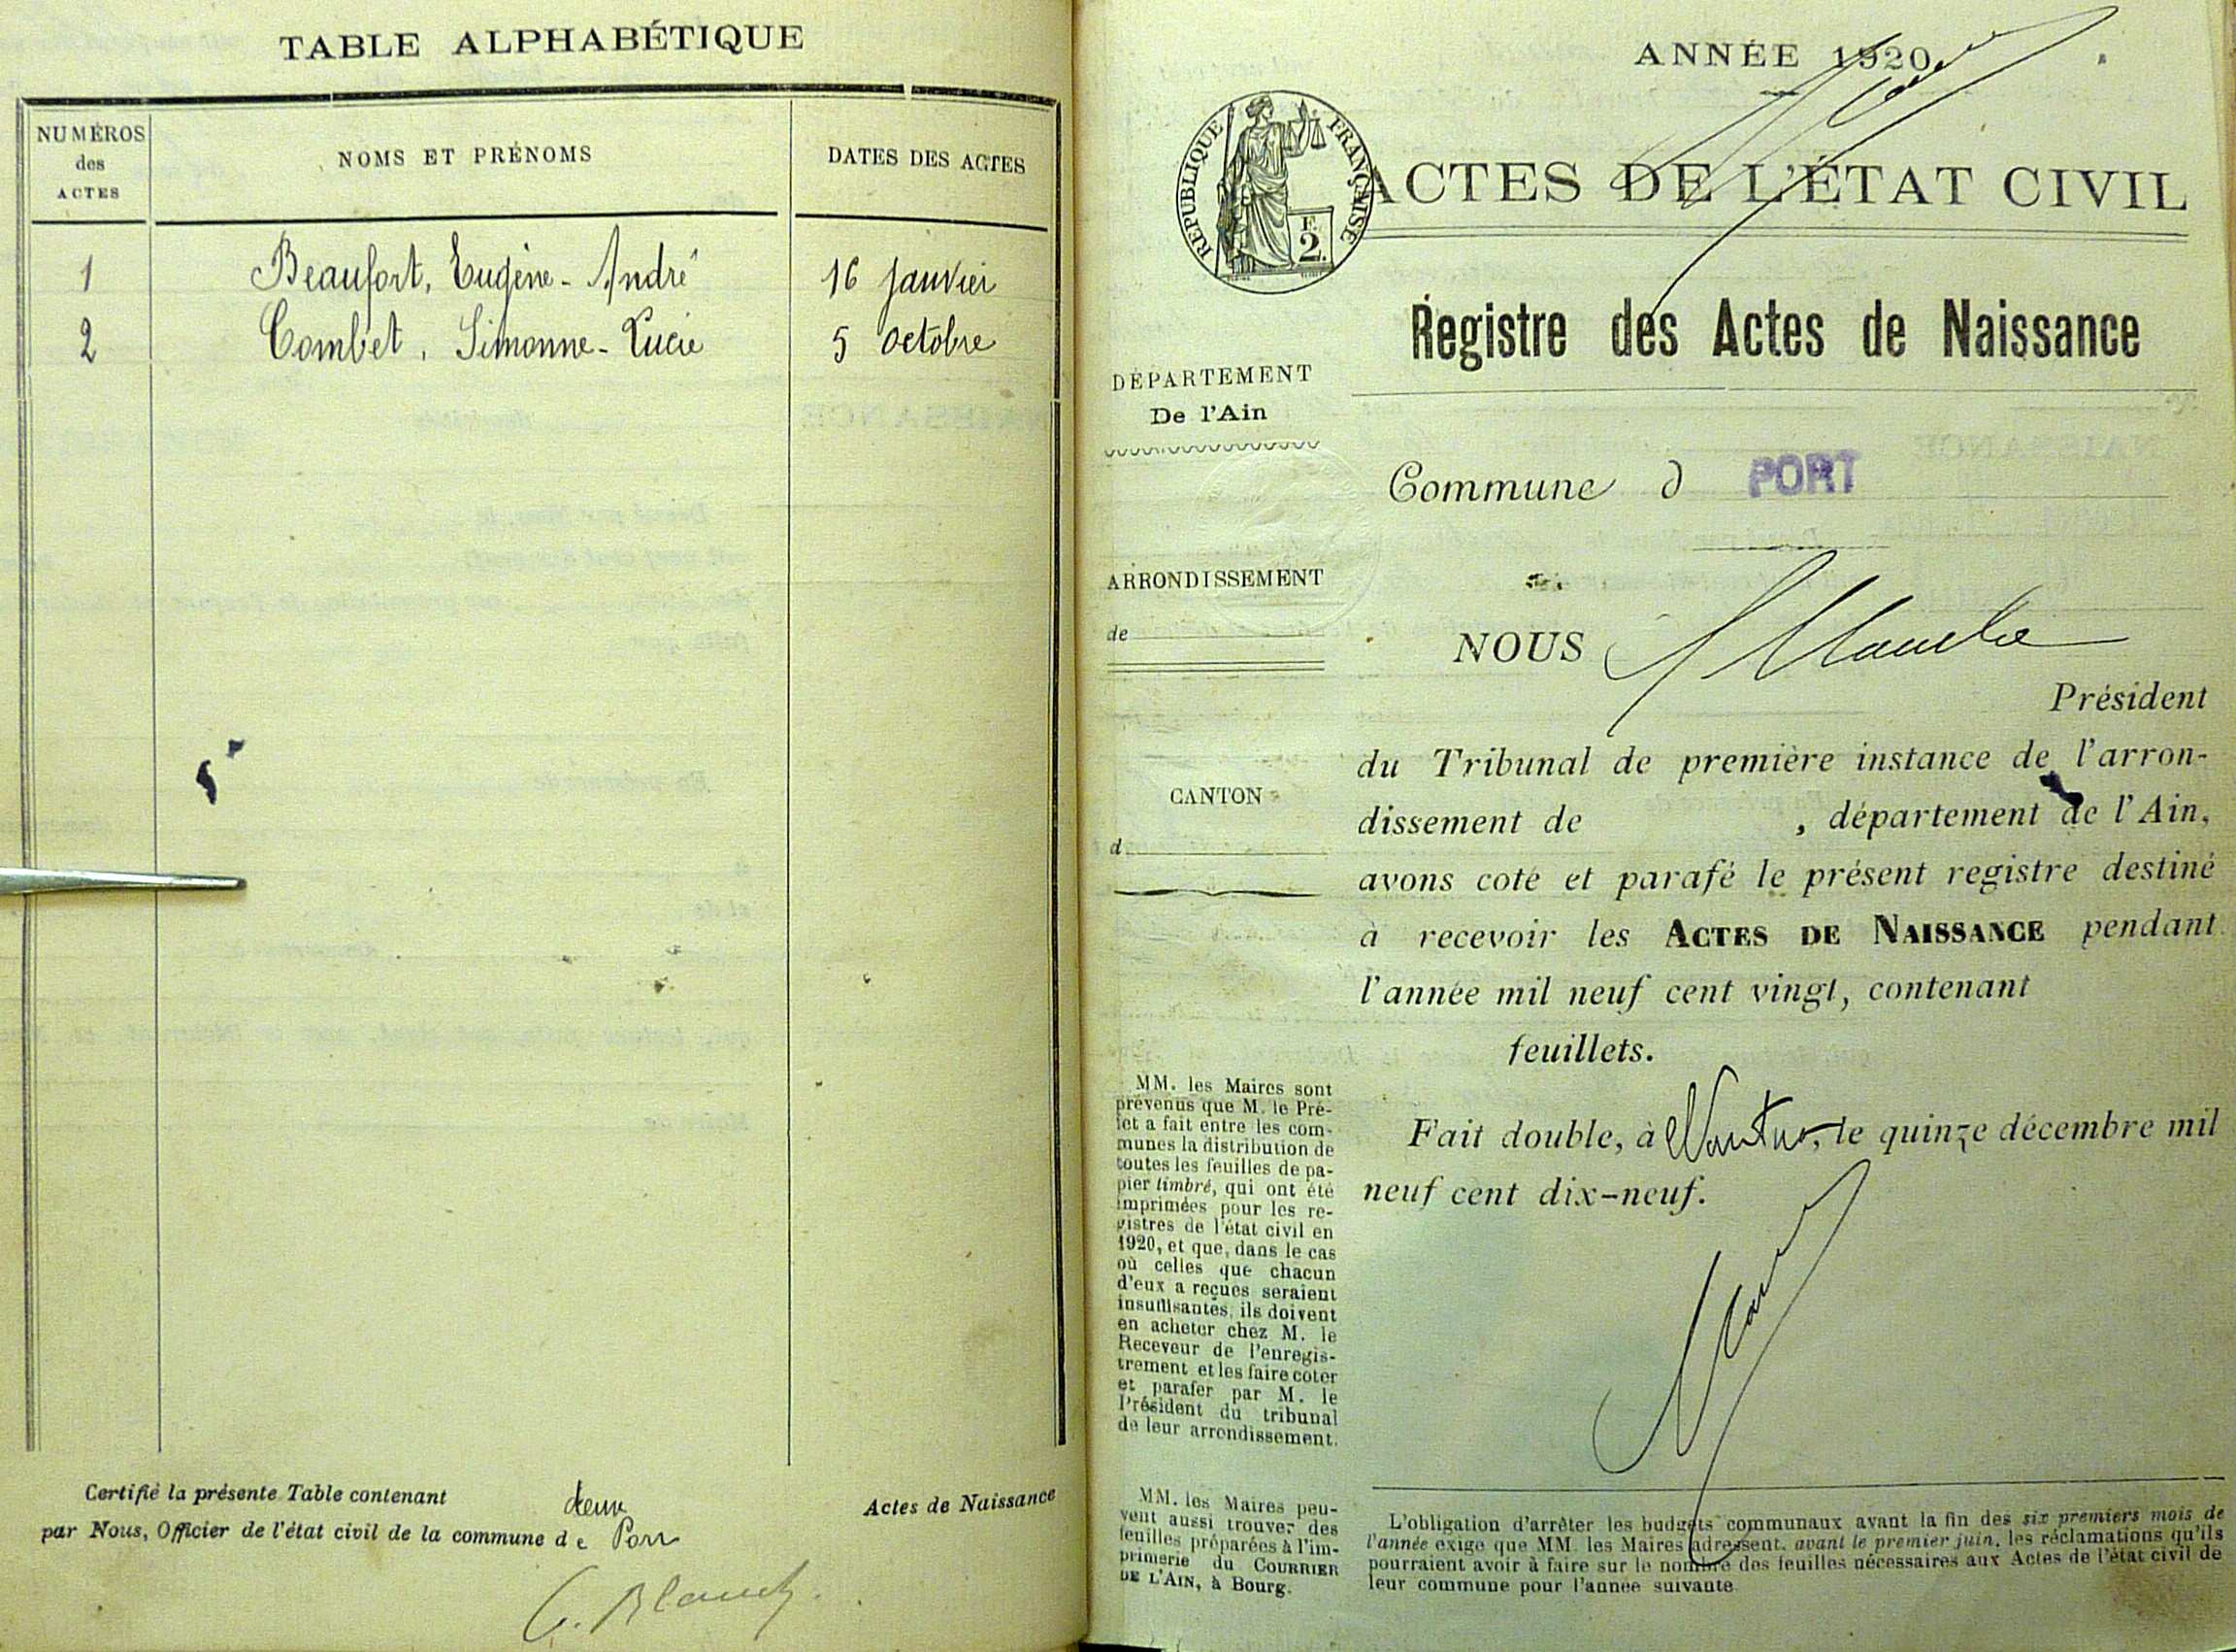 TABLE ALPHABÉTIQUE
NUMÉROS
des
ACTES
NOMS ET PRÉNOMS
DATES DES ACTES
1 Beaufort, Eugène-André 16 janvier
2 Combet, Simonne-Lucie 5 octobre
Certifié la présente Table contenant deux Actes de Naissance
par Nous, Officier de l'état civil de la commune de Port
ANNÉE 1920
RÉPUBLIQUE FRANÇAISE
F.
2.
ACTES DE L'ÉTAT CIVIL
Registre des Actes de Naissance
DÉPARTEMENT
De l'Ain
Commune d PORT
ARRONDISSEMENT
de
NOUS
Président
du Tribunal de première instance de l'arron-
dissement de , département de l'Ain,
avons coté et parafé le présent registre destiné
à recevoir les ACTES DE NAISSANCE pendant
l'année mil neuf cent vingt, contenant
feuillets.
CANTON
d
Fait double, à Nantua, le quinze décembre mil
neuf cent dix-neuf.
MM. les Maires sont
prévenus que M. le Pré-
fet a fait entre les com-
munes la distribution de
toutes les feuilles de pa-
pier timbré, qui ont été
imprimées pour les re-
gistres de l'état civil en
1920, et que, dans le cas
où celles que chacun
d'eux a reçues seraient
insuffisantes, ils doivent
en acheter chez M. le
Receveur de l'enregis-
trement et les faire coter
et parafer par M. le
Président du tribunal
de leur arrondissement.
MM. les Maires peu-
vent aussi trouver des
feuilles préparées à l'im-
primerie du COURRIER
DE L'AIN, à Bourg.
L'obligation d'arrêter les budgets communaux avant la fin des six premiers mois de
l'année exige que MM. les Maires adressent, avant le premier juin, les réclamations qu'ils
pourraient avoir à faire sur le nombre des feuilles nécessaires aux Actes de l'état civil de
leur commune pour l'année suivante.